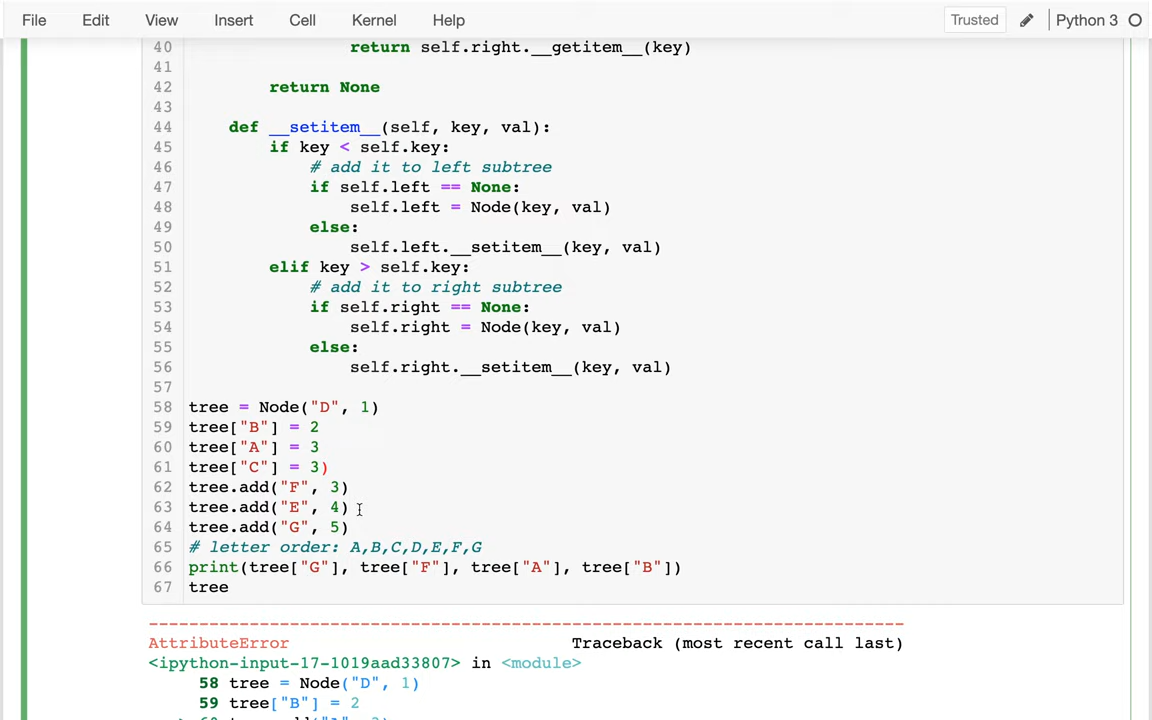 File Edit View Insert Cell Kernel Help Trusted Python 3
40 return self.right.__getitem__(key)
41
42 return None
43
44 def __setitem__(self, key, val):
45 if key < self.key:
46 # add it to left subtree
47 if self.left == None:
48 self.left = Node(key, val)
49 else:
50 self.left.__setitem__(key, val)
51 elif key > self.key:
52 # add it to right subtree
53 if self.right == None:
54 self.right = Node(key, val)
55 else:
56 self.right.__setitem__(key, val)
57
58 tree = Node("D", 1)
59 tree["B"] = 2
60 tree["A"] = 3
61 tree["C"] = 3)
62 tree.add("F", 3)
63 tree.add("E", 4)
64 tree.add("G", 5)
65 # letter order: A,B,C,D,E,F,G
66 print(tree["G"], tree["F"], tree["A"], tree["B"])
67 tree
---------------------------------------------------------------------------
AttributeError Traceback (most recent call last)
<ipython-input-17-1019aad33807> in <module>
58 tree = Node("D", 1)
59 tree["B"] = 2